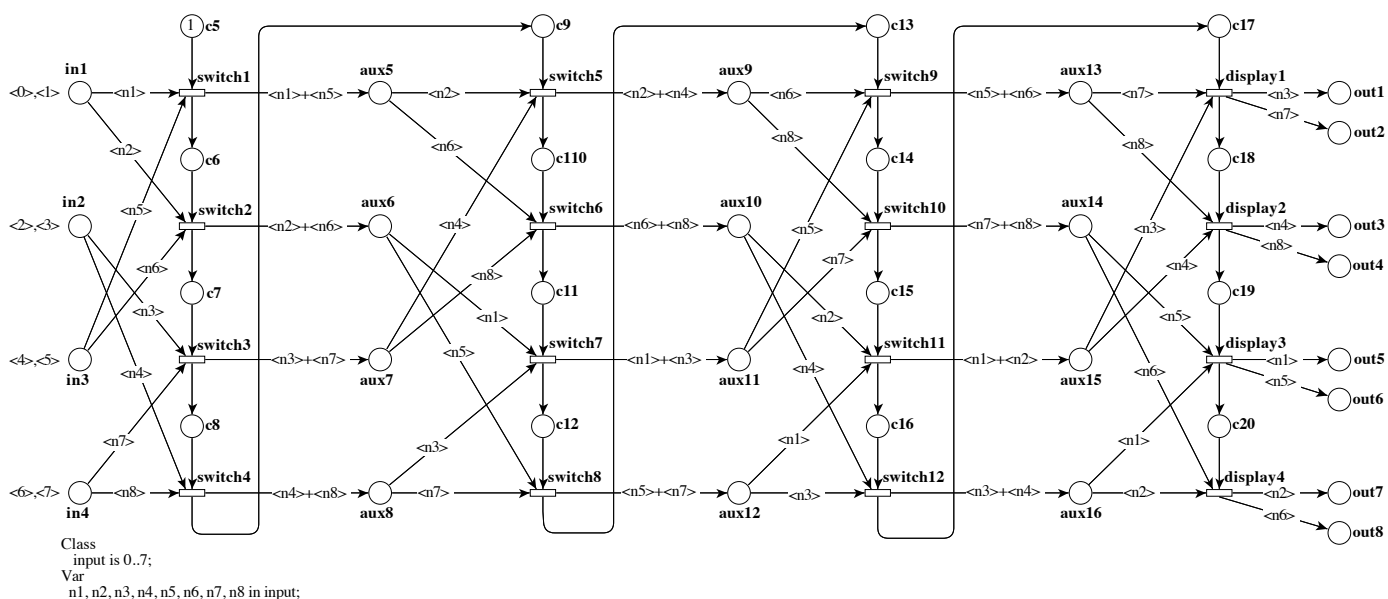 1 c5 c9 c13 c17
in1 switch1 aux5 switch5 aux9 switch9 aux13 display1
<0>,<1> <n1> <n1>+<n5> <n2> <n2>+<n4> <n6> <n5>+<n6> <n7> <n3> out1
<n7> out2
<n2> <n6> <n8> <n8>
c6 c110 c14 c18
in2 <n5> switch2 aux6 switch6 aux10 switch10 aux14 display2
<2>,<3> <n2>+<n6> <n4> <n6>+<n8> <n5> <n7>+<n8> <n3> <n4> out3
<n8> out4
<n6> <n8> <n7> <n4>
c7 c11 c15 c19
<n3> <n1> <n2> <n5>
switch3 switch7 switch11 display3
<4>,<5> <n3>+<n7> <n1>+<n3> <n1>+<n2> <n1> out5
in3 <n4> aux7 <n5> aux11 <n4> aux15 <n6> <n5> out6
c8 c12 c16 c20
<n7> <n3> <n1> <n1>
switch4 switch8 switch12 display4
<6>,<7> <n8> <n4>+<n8> <n7> <n5>+<n7> <n3> <n3>+<n4> <n2> <n2> out7
in4 aux8 aux12 aux16 <n6> out8
Class
input is 0..7;
Var
n1, n2, n3, n4, n5, n6, n7, n8 in input;